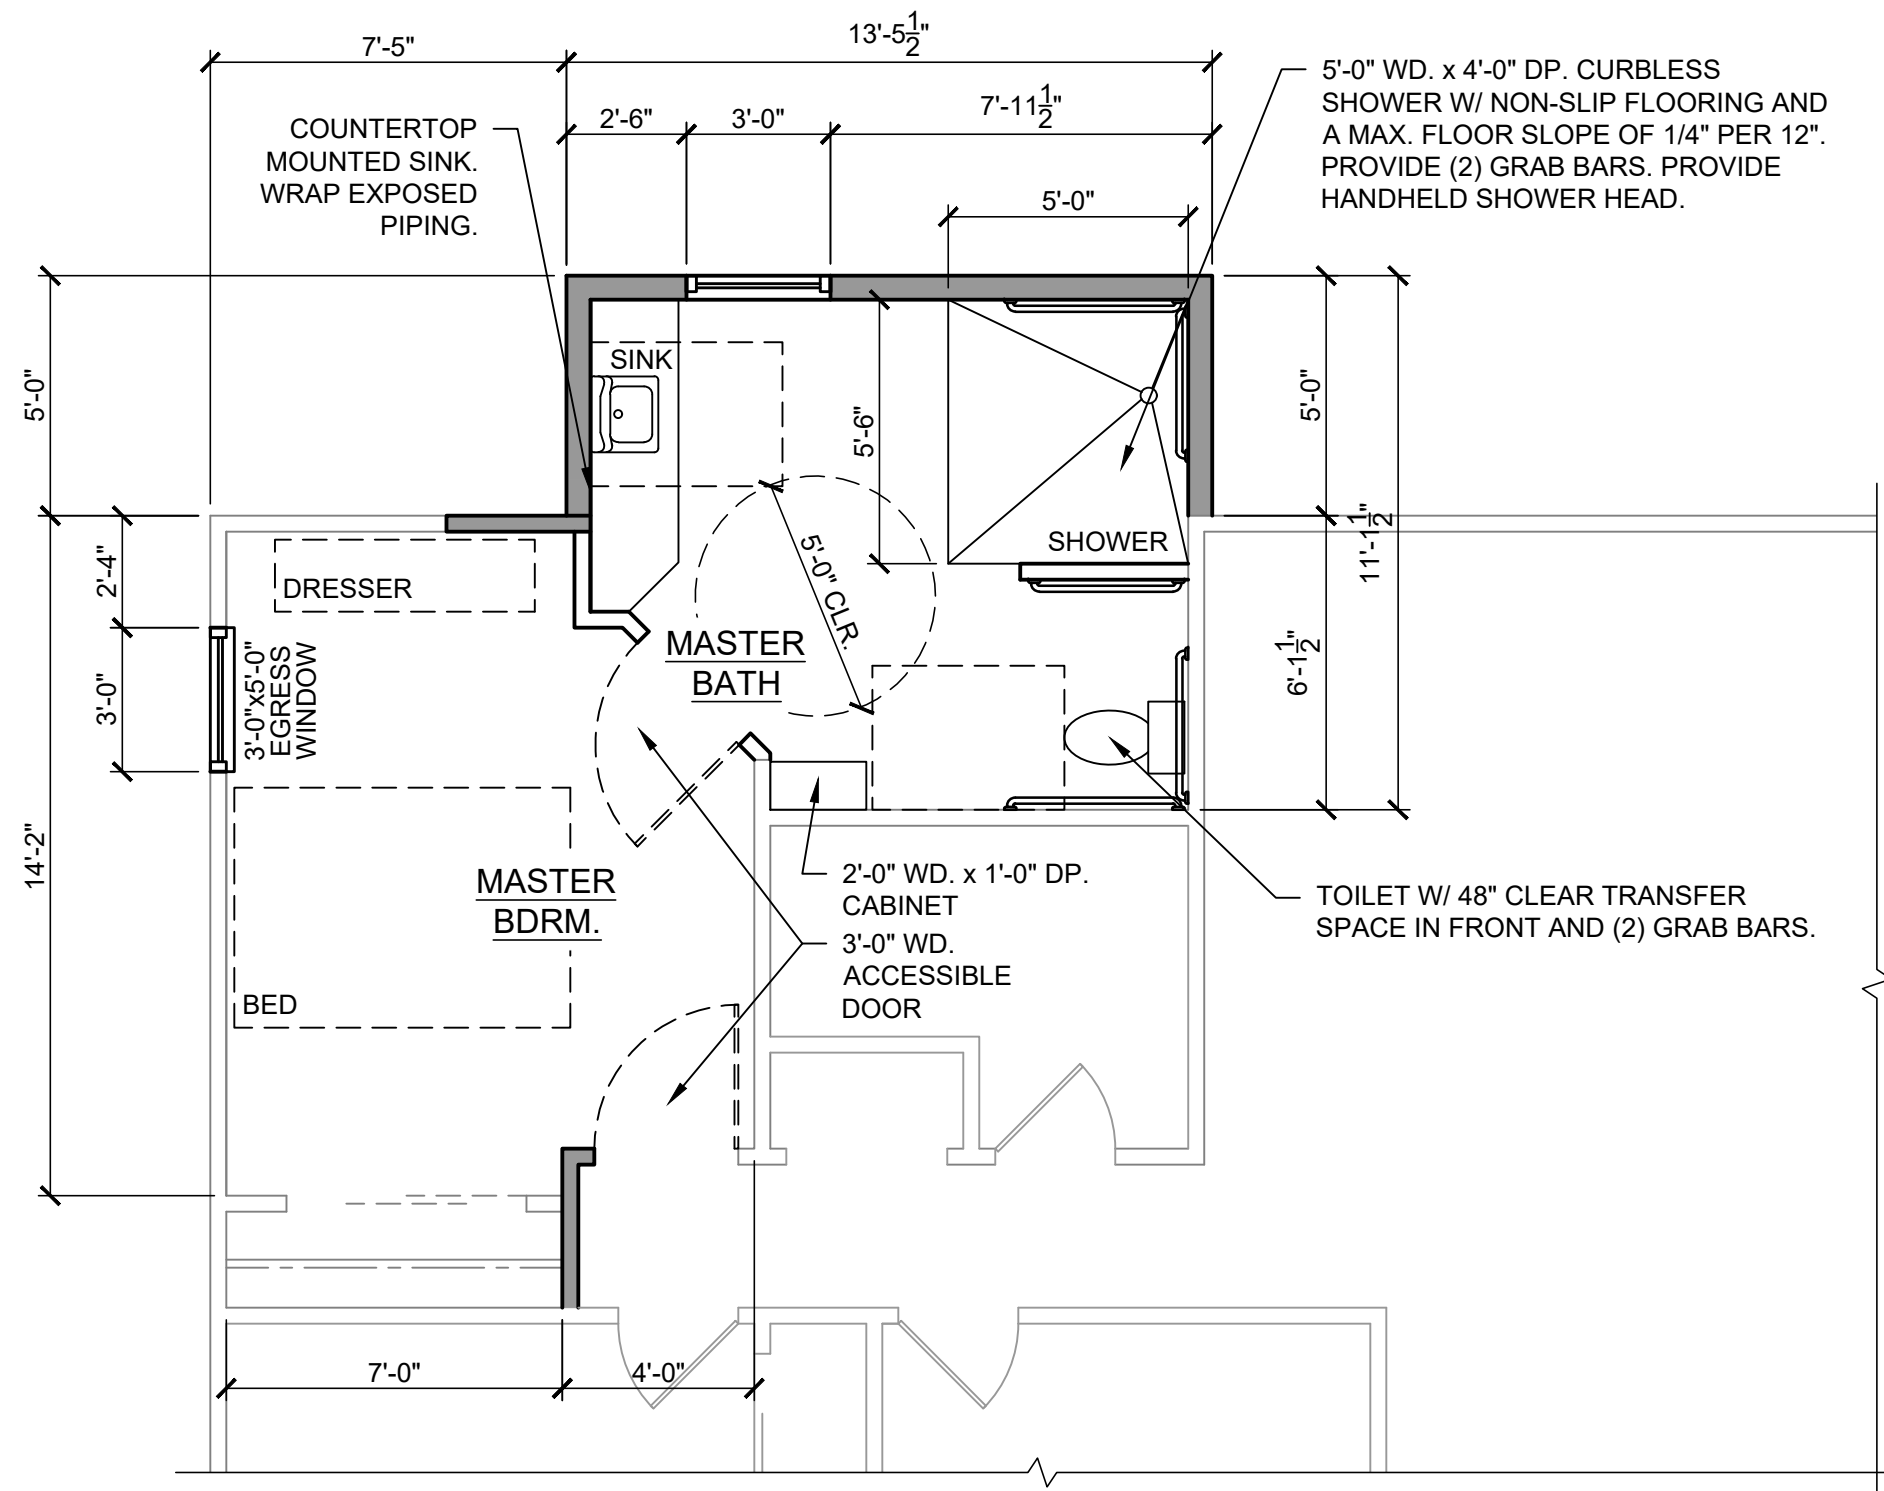 7'-5"
13'-5 1/2"
2'-6"
3'-0"
7'-11 1/2"
5'-0"
COUNTERTOP
MOUNTED SINK.
WRAP EXPOSED
PIPING.
5'-0" WD. x 4'-0" DP. CURBLESS
SHOWER W/ NON-SLIP FLOORING AND
A MAX. FLOOR SLOPE OF 1/4" PER 12".
PROVIDE (2) GRAB BARS. PROVIDE
HANDHELD SHOWER HEAD.
5'-0"
SINK
5'-6"
5'-0"
11'-1 1/2"
SHOWER
2'-4"
DRESSER
5'-0" CLR.
MASTER
BATH
3'-0"
3'-0"x5'-0"
EGRESS
WINDOW
6'-1 1/2"
14'-2"
MASTER
BDRM.
BED
2'-0" WD. x 1'-0" DP.
CABINET
3'-0" WD.
ACCESSIBLE
DOOR
TOILET W/ 48" CLEAR TRANSFER
SPACE IN FRONT AND (2) GRAB BARS.
7'-0"
4'-0"